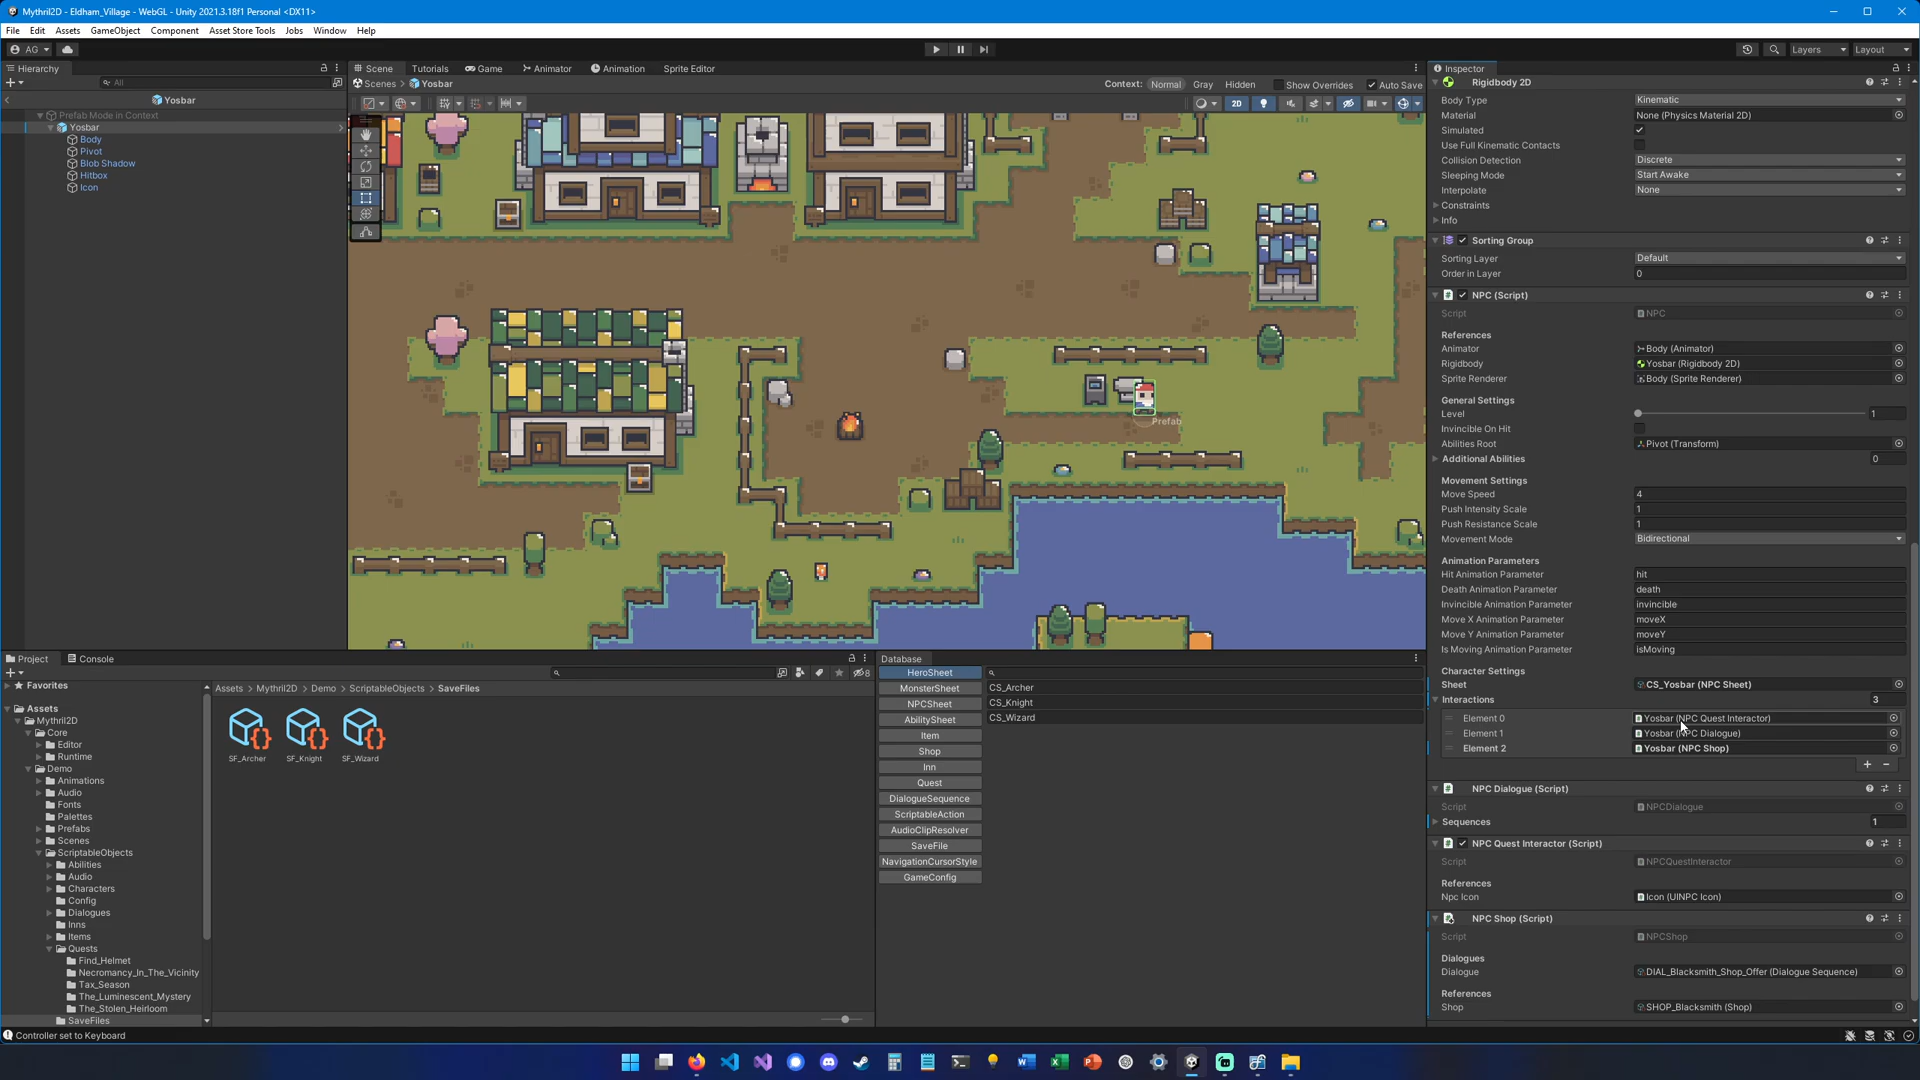 Mythril2D - Eldham_Village - WebGL - Unity 2021.3.18f1 Personal <DX11>
File Edit Assets GameObject Component Asset Store Tools Jobs Window Help
AG Layers Layout
Hierarchy
All
Yosbar
Prefab Mode in Context
Yosbar
Body
Pivot
Blob Shadow
Hitbox
Icon
Scene Tutorials Game Animator Animation Sprite Editor
Scenes Yosbar
Context: Normal Gray Hidden Show Overrides Auto Save
2D
Prefab
Inspector
Rigidbody 2D
Body Type Kinematic
Material None (Physics Material 2D)
Simulated
Use Full Kinematic Contacts
Collision Detection Discrete
Sleeping Mode Start Awake
Interpolate None
Constraints
Info
Sorting Group
Sorting Layer Default
Order in Layer 0
NPC (Script)
Script NPC
References
Animator Body (Animator)
Rigidbody Yosbar (Rigidbody 2D)
Sprite Renderer Body (Sprite Renderer)
General Settings
Level 1
Invincible On Hit
Abilities Root Pivot (Transform)
Additional Abilities 0
Movement Settings
Move Speed 4
Push Intensity Scale 1
Push Resistance Scale 1
Movement Mode Bidirectional
Animation Parameters
Hit Animation Parameter hit
Death Animation Parameter death
Invincible Animation Parameter invincible
Move X Animation Parameter moveX
Move Y Animation Parameter moveY
Is Moving Animation Parameter isMoving
Character Settings
Sheet CS_Yosbar (NPC Sheet)
Interactions 3
Element 0 Yosbar (NPC Quest Interactor)
Element 1 Yosbar (NPC Dialogue)
Element 2 Yosbar (NPC Shop)
NPC Dialogue (Script)
Script NPCDialogue
Sequences 1
NPC Quest Interactor (Script)
Script NPCQuestInteractor
References
Npc Icon Icon (UINPC Icon)
NPC Shop (Script)
Script NPCShop
Dialogues
Dialogue DIAL_Blacksmith_Shop_Offer (Dialogue Sequence)
References
Shop SHOP_Blacksmith (Shop)
Project Console
8
Favorites
Assets
Mythril2D
Core
Editor
Runtime
Demo
Animations
Audio
Fonts
Palettes
Prefabs
Scenes
ScriptableObjects
Abilities
Audio
Characters
Config
Dialogues
Inns
Items
Quests
Find_Helmet
Necromancy_In_The_Vicinity
Tax_Season
The_Luminescent_Mystery
The_Stolen_Heirloom
SaveFiles
Assets Mythril2D Demo ScriptableObjects SaveFiles
SF_Archer SF_Knight SF_Wizard
Database
HeroSheet
MonsterSheet
NPCSheet
AbilitySheet
Item
Shop
Inn
Quest
DialogueSequence
ScriptableAction
AudioClipResolver
SaveFile
NavigationCursorStyle
GameConfig
CS_Archer
CS_Knight
CS_Wizard
Controller set to Keyboard